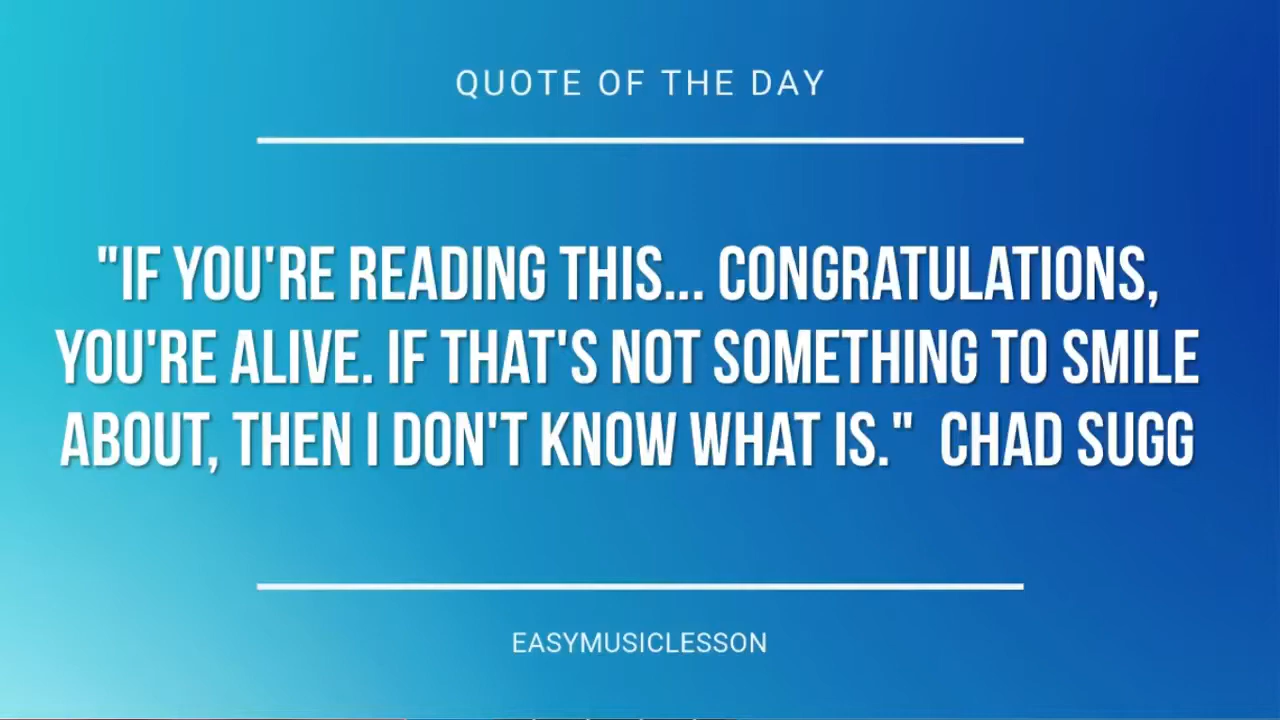 QUOTE OF THE DAY
"IF YOU'RE READING THIS... CONGRATULATIONS,
YOU'RE ALIVE. IF THAT'S NOT SOMETHING TO SMILE
ABOUT, THEN I DON'T KNOW WHAT IS." CHAD SUGG
EASYMUSICLESSON